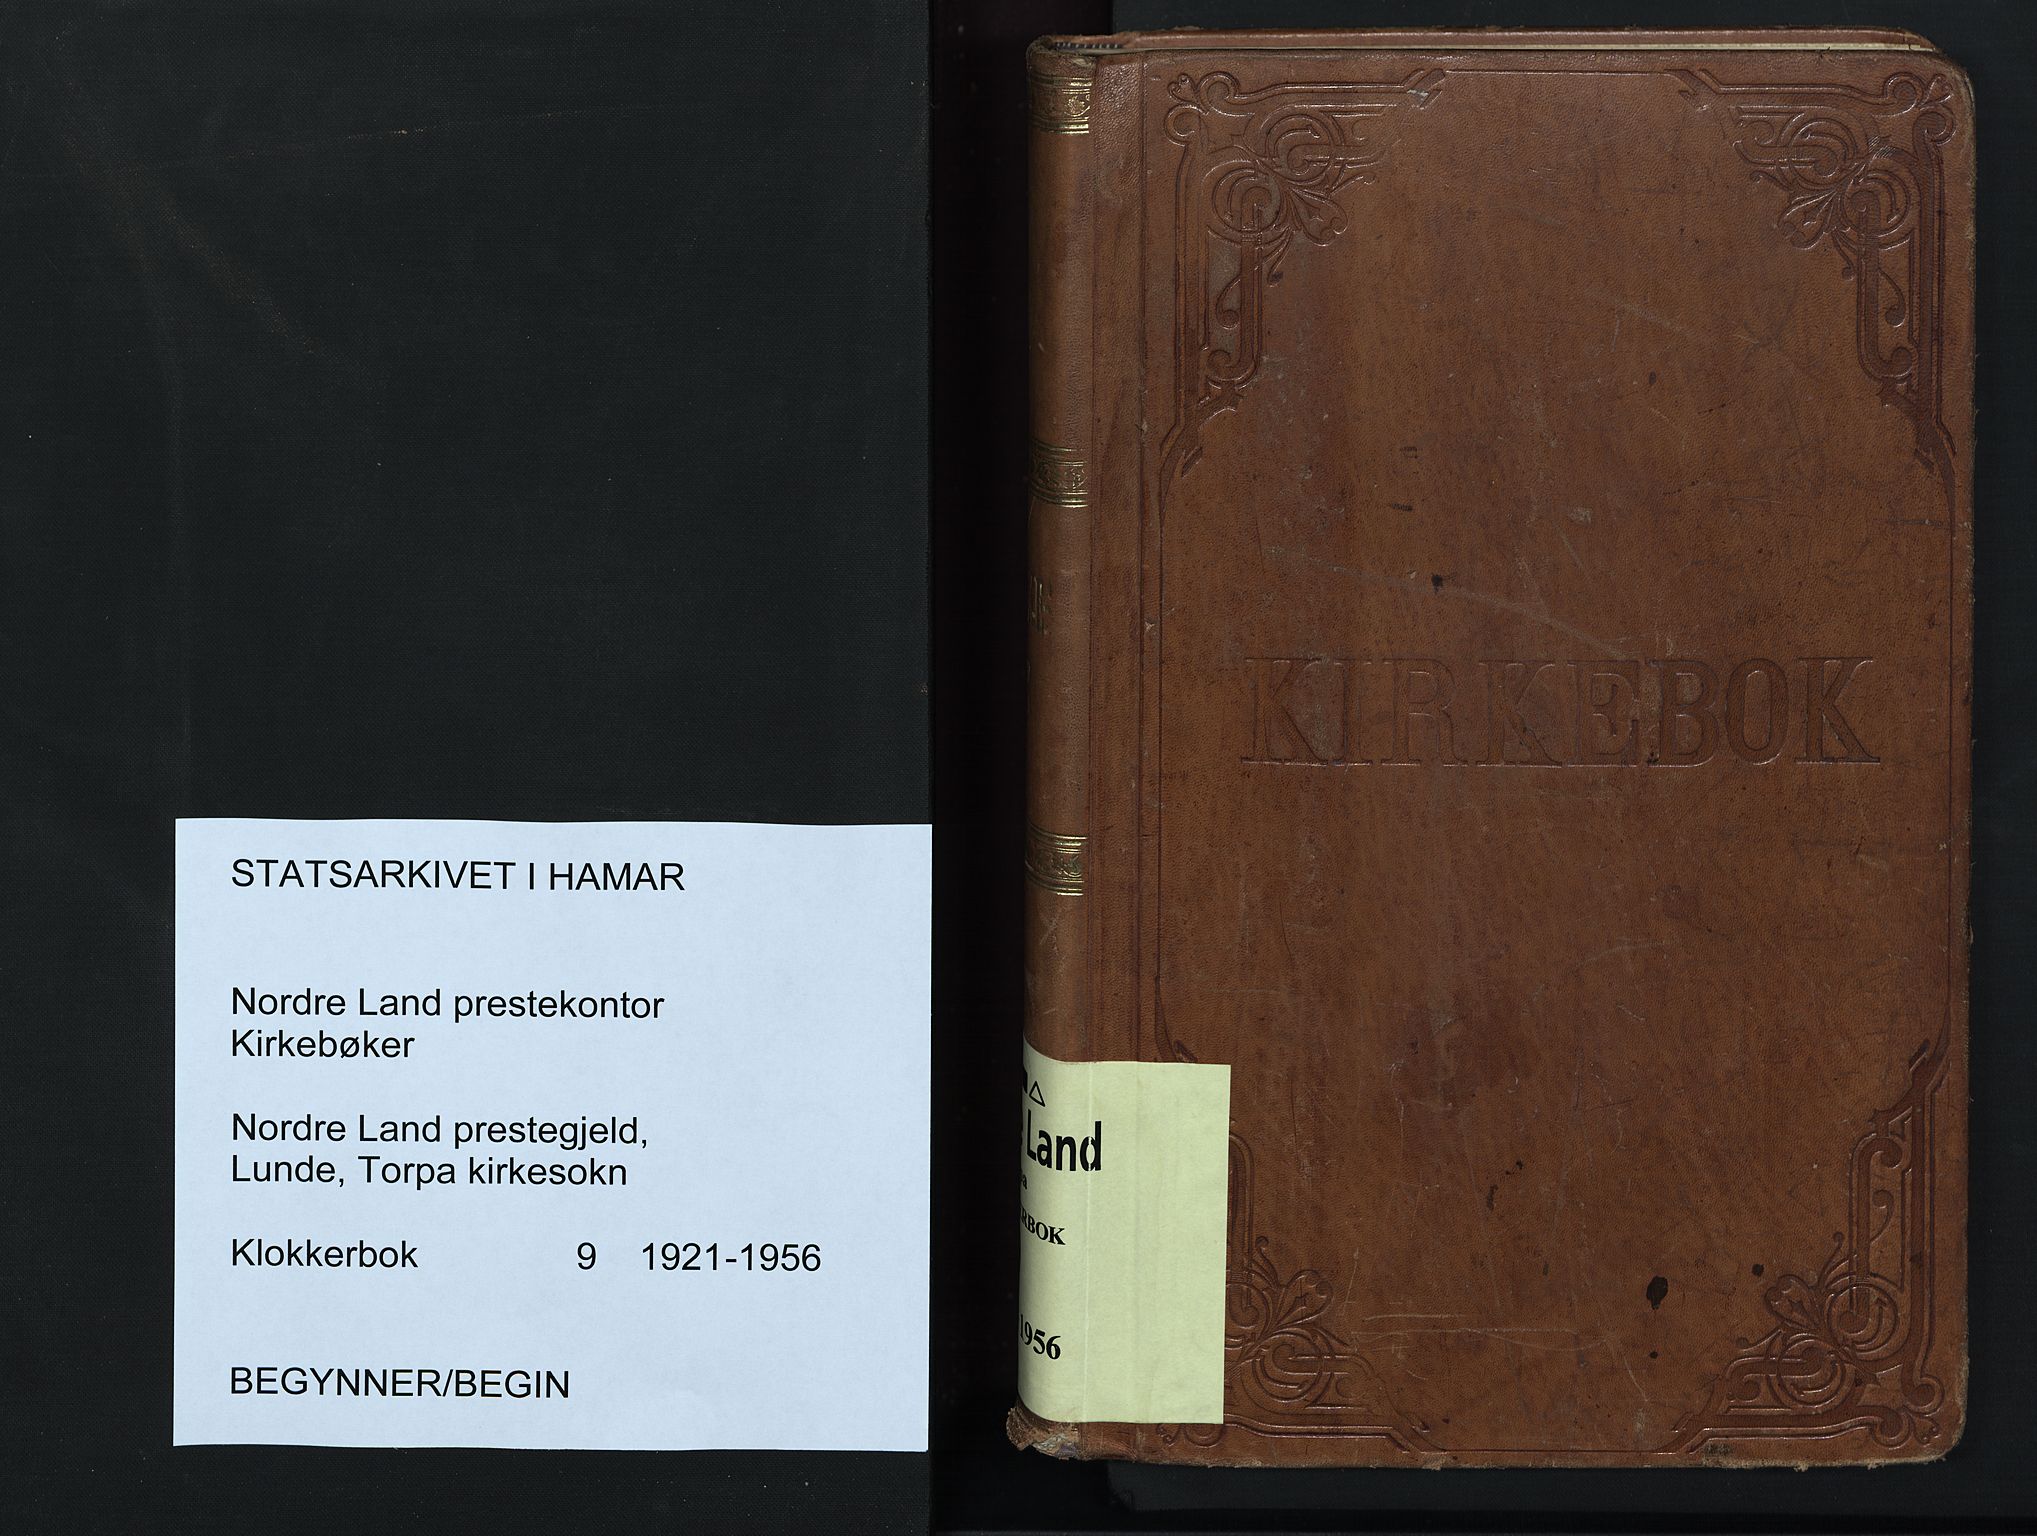 STATSARKIVET I HAMAR
Nordre Land prestekontor
Kirkebøker
Nordre Land prestegjeld,
Lunde, Torpa kirkesokn
Klokkerbok 9 1921-1956
BEGYNNER/BEGIN
KIRKEBOK
Land
RBOK
1956